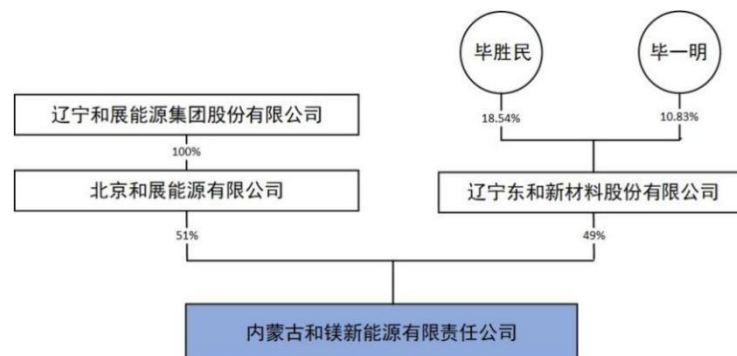 毕胜民
毕一明
18.54%
10.83%
辽宁和展能源集团股份有限公司
100%
北京和展能源有限公司
辽宁东和新材料股份有限公司
51%
49%
内蒙古和镁新能源有限责任公司